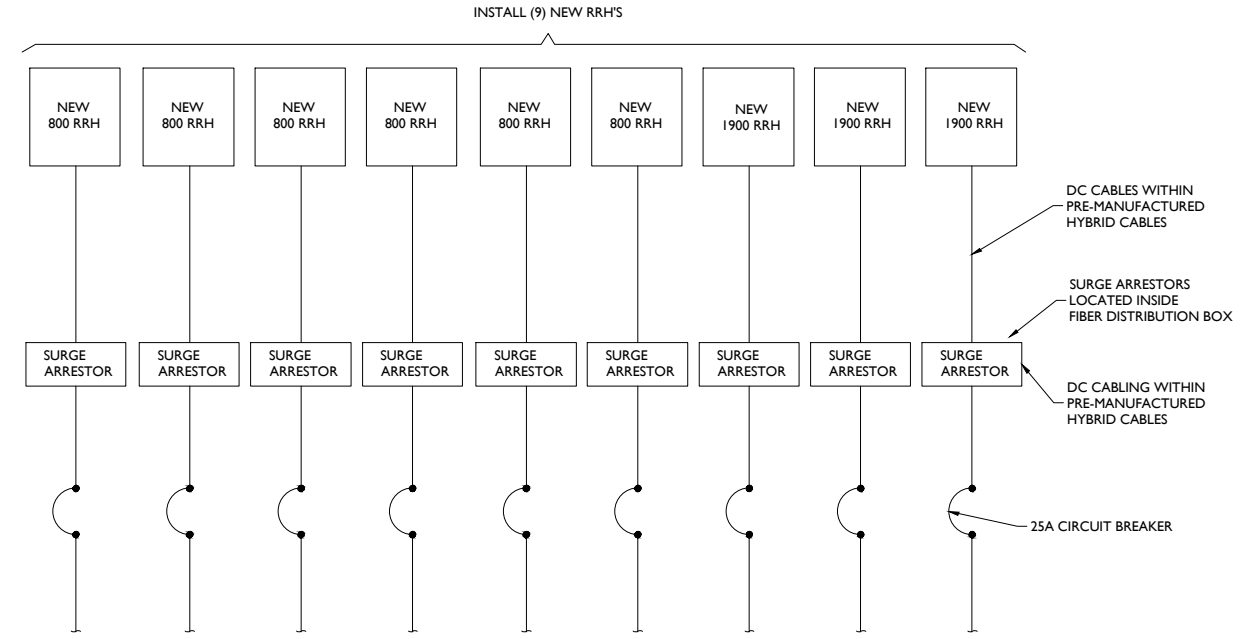 INSTALL (9) NEW RRH'S
NEW
800 RRH
NEW
800 RRH
NEW
800 RRH
NEW
800 RRH
NEW
800 RRH
NEW
800 RRH
NEW
1900 RRH
NEW
1900 RRH
NEW
1900 RRH
DC CABLES WITHIN
PRE-MANUFACTURED
HYBRID CABLES
SURGE ARRESTORS
LOCATED INSIDE
FIBER DISTRIBUTION BOX
SURGE
ARRESTOR
SURGE
ARRESTOR
SURGE
ARRESTOR
SURGE
ARRESTOR
SURGE
ARRESTOR
SURGE
ARRESTOR
SURGE
ARRESTOR
SURGE
ARRESTOR
SURGE
ARRESTOR
DC CABLING WITHIN
PRE-MANUFACTURED
HYBRID CABLES
25A CIRCUIT BREAKER